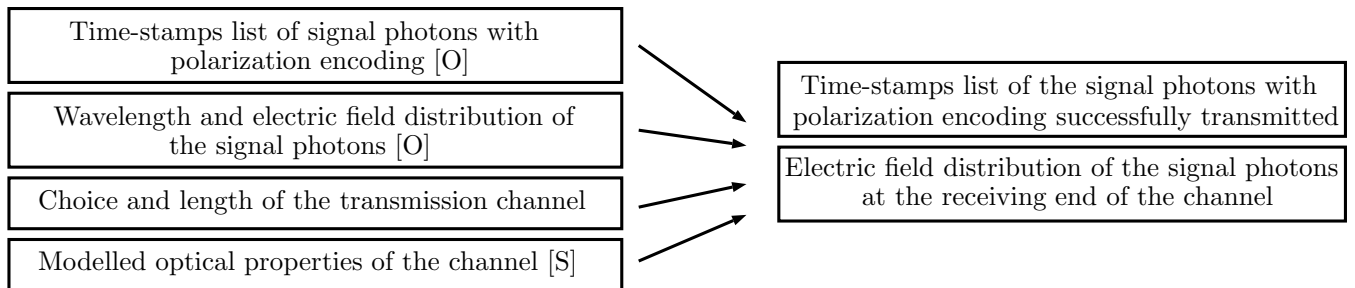 Time-stamps list of signal photons with
polarization encoding [O]
Wavelength and electric field distribution of
the signal photons [O]
Choice and length of the transmission channel
Modelled optical properties of the channel [S]
Time-stamps list of the signal photons with
polarization encoding successfully transmitted
Electric field distribution of the signal photons
at the receiving end of the channel